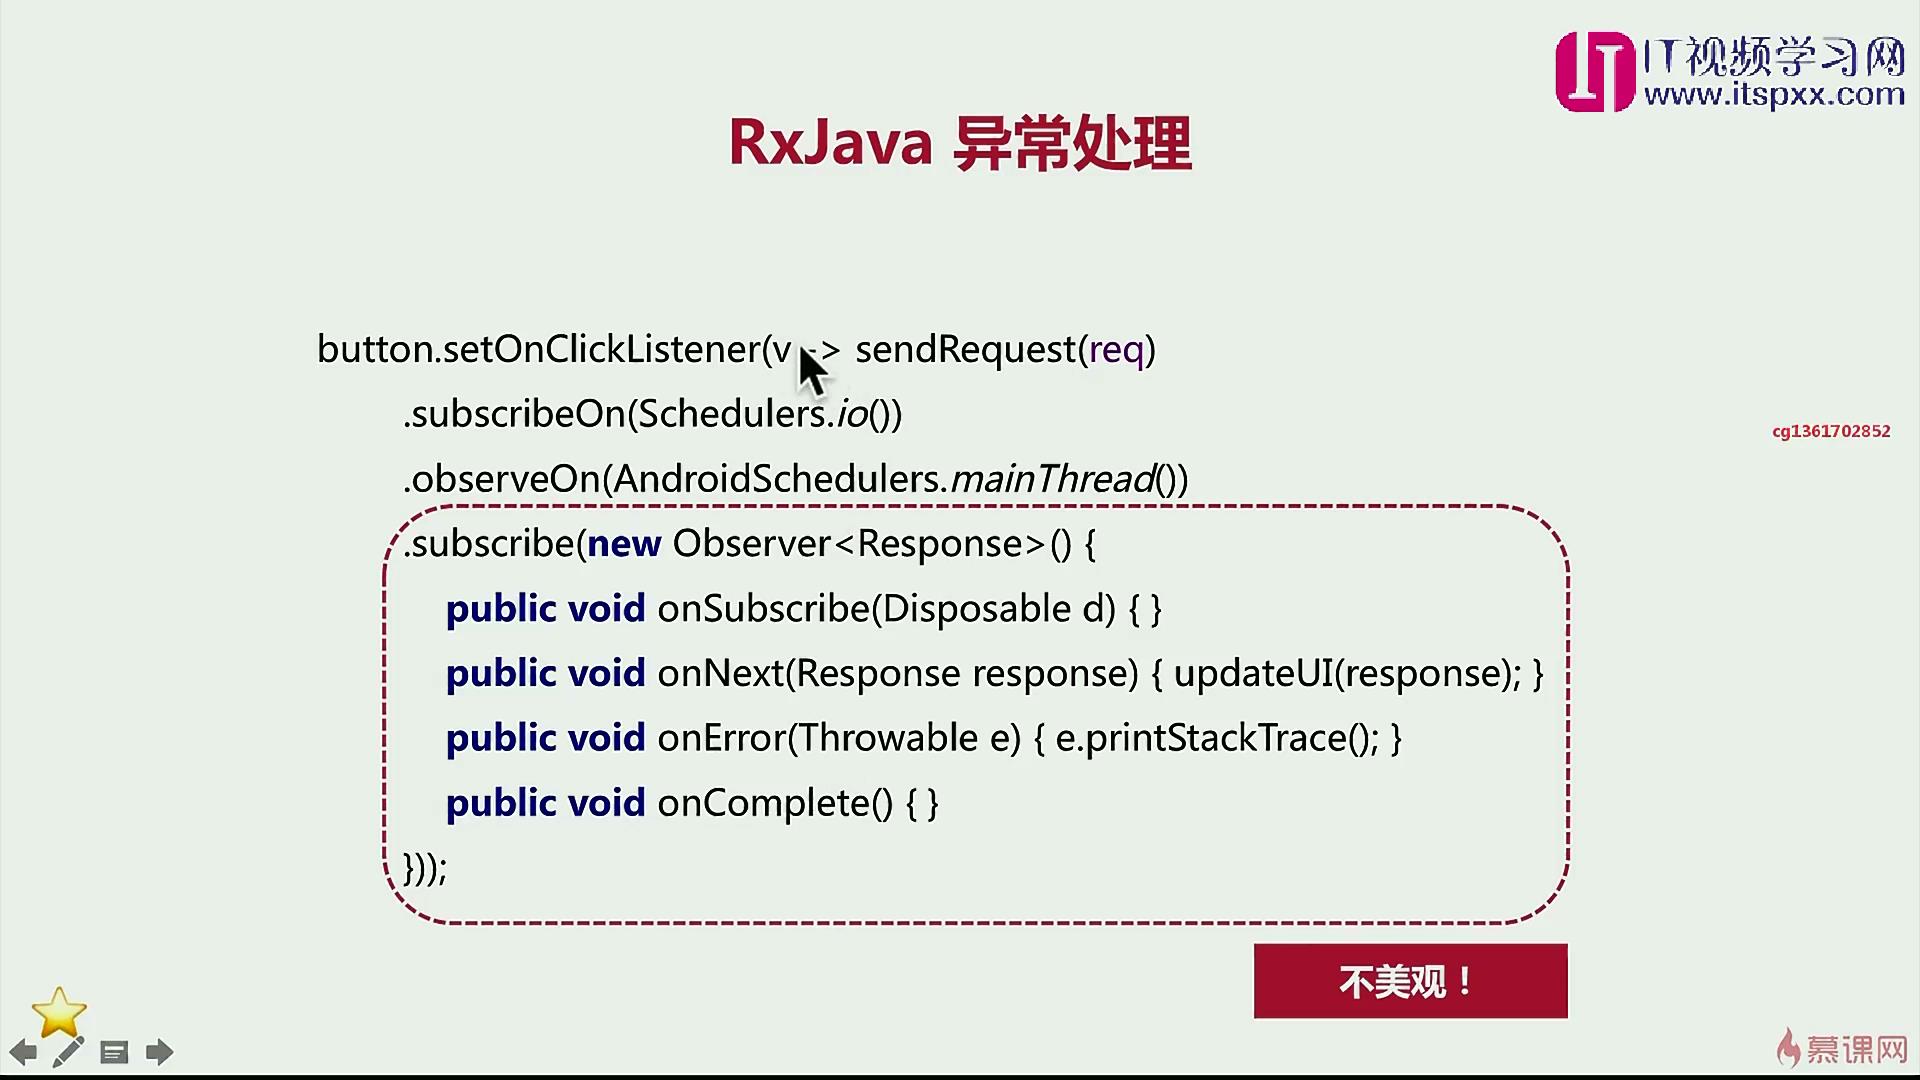 IT视频学习网
www.itspxx.com
RxJava 异常处理
button.setOnClickListener(v -> sendRequest(req)
.subscribeOn(Schedulers.io())
cg1361702852
.observeOn(AndroidSchedulers.mainThread())
.subscribe(new Observer<Response>() {
public void onSubscribe(Disposable d) { }
public void onNext(Response response) { updateUI(response); }
public void onError(Throwable e) { e.printStackTrace(); }
public void onComplete() { }
}));
不美观！
慕课网